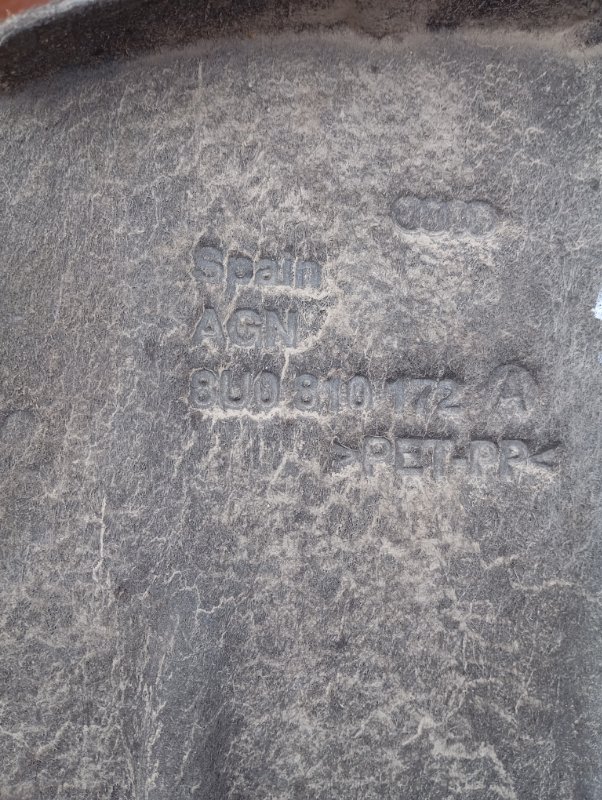 Spain
AGN
8U0 810 172 A
>PET-PP<